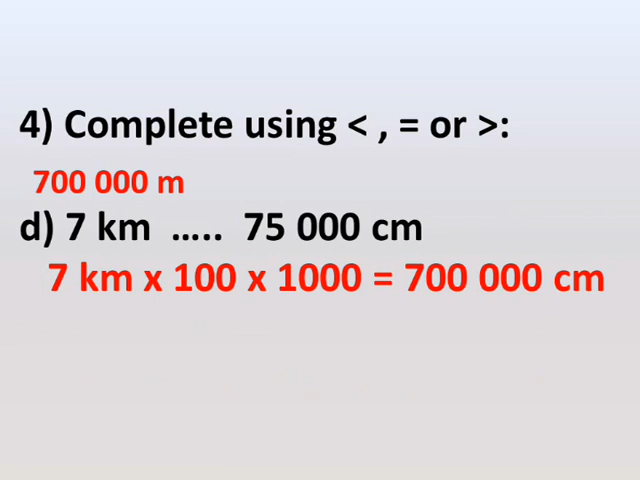 4) Complete using < , = or >:
700 000 m
d) 7 km ..... 75 000 cm
7 km x 100 x 1000 = 700 000 cm